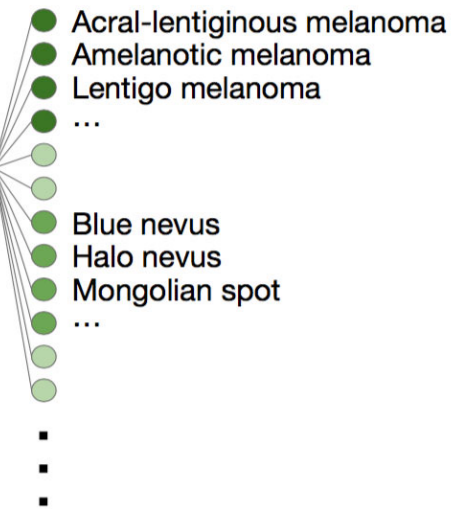 Acral-lentiginous melanoma
Amelanotic melanoma
Lentigo melanoma
...
Blue nevus
Halo nevus
Mongolian spot
...